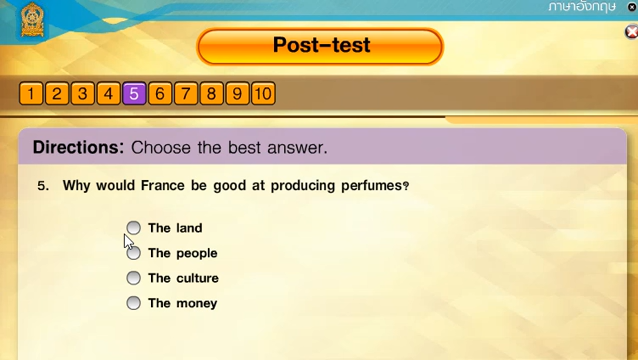 ภาษาอังกฤษ
Post-test
1 2 3 4 5 6 7 8 9 10
Directions: Choose the best answer.
5. Why would France be good at producing perfumes?
The land
The people
The culture
The money